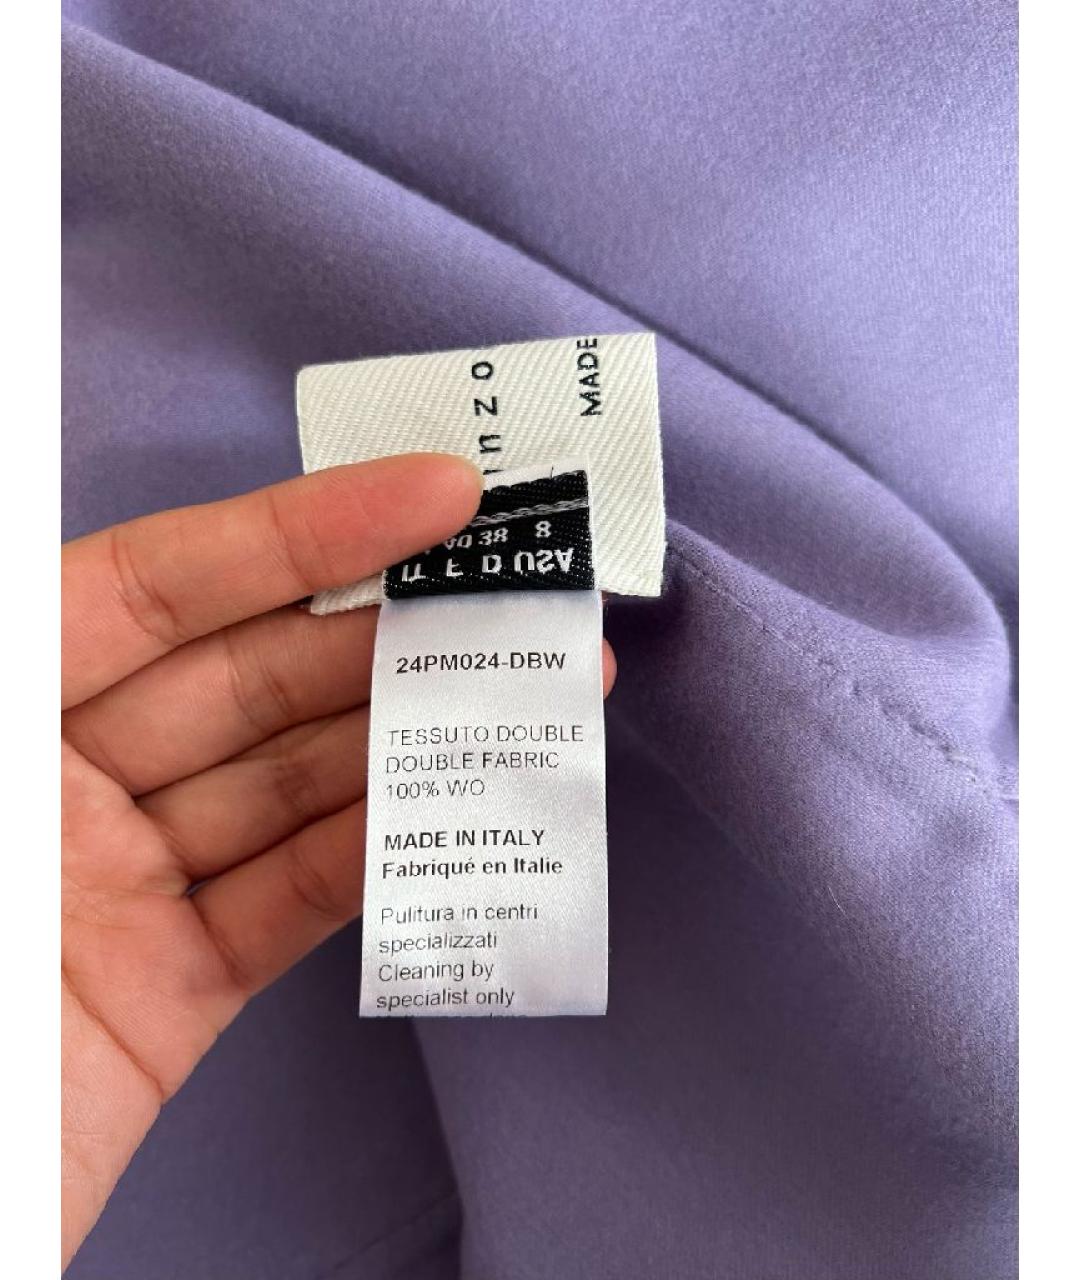 nzo
MADE
40 38 8
IT F D USA
24PM024-DBW
TESSUTO DOUBLE
DOUBLE FABRIC
100% WO
MADE IN ITALY
Fabriqué en Italie
Pulitura in centri
specializzati
Cleaning by
specialist only